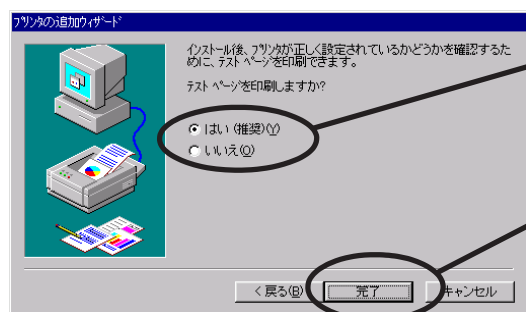 プリンタの追加ウィザード
インストール後、プリンタが正しく設定されているかどうかを確認するた
めに、テスト ページを印刷できます。
テスト ページを印刷しますか?
はい (推奨)(Y)
いいえ(O)
< 戻る(B)
完了
キャンセル